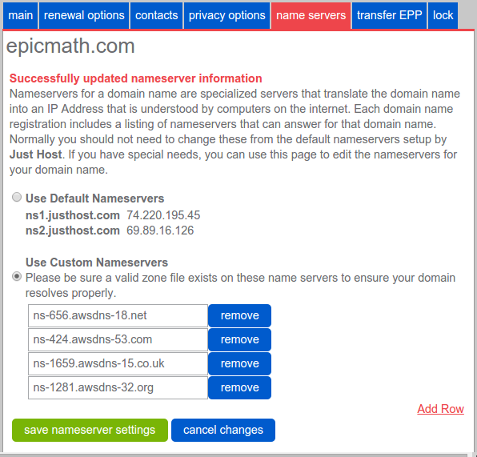 main renewal options contacts privacy options name servers transfer EPP lock
epicmath.com
Successfully updated nameserver information
Nameservers for a domain name are specialized servers that translate the domain name
into an IP Address that is understood by computers on the internet. Each domain name
registration includes a listing of nameservers that can answer for that domain name.
Normally you should not need to change these from the default nameservers setup by
Just Host. If you have special needs, you can use this page to edit the nameservers for
your domain name.
Use Default Nameservers
ns1.justhost.com 74.220.195.45
ns2.justhost.com 69.89.16.126
Use Custom Nameservers
Please be sure a valid zone file exists on these name servers to ensure your domain
resolves properly.
ns-656.awsdns-18.net remove
ns-424.awsdns-53.com remove
ns-1659.awsdns-15.co.uk remove
ns-1281.awsdns-32.org remove
Add Row
save nameserver settings cancel changes